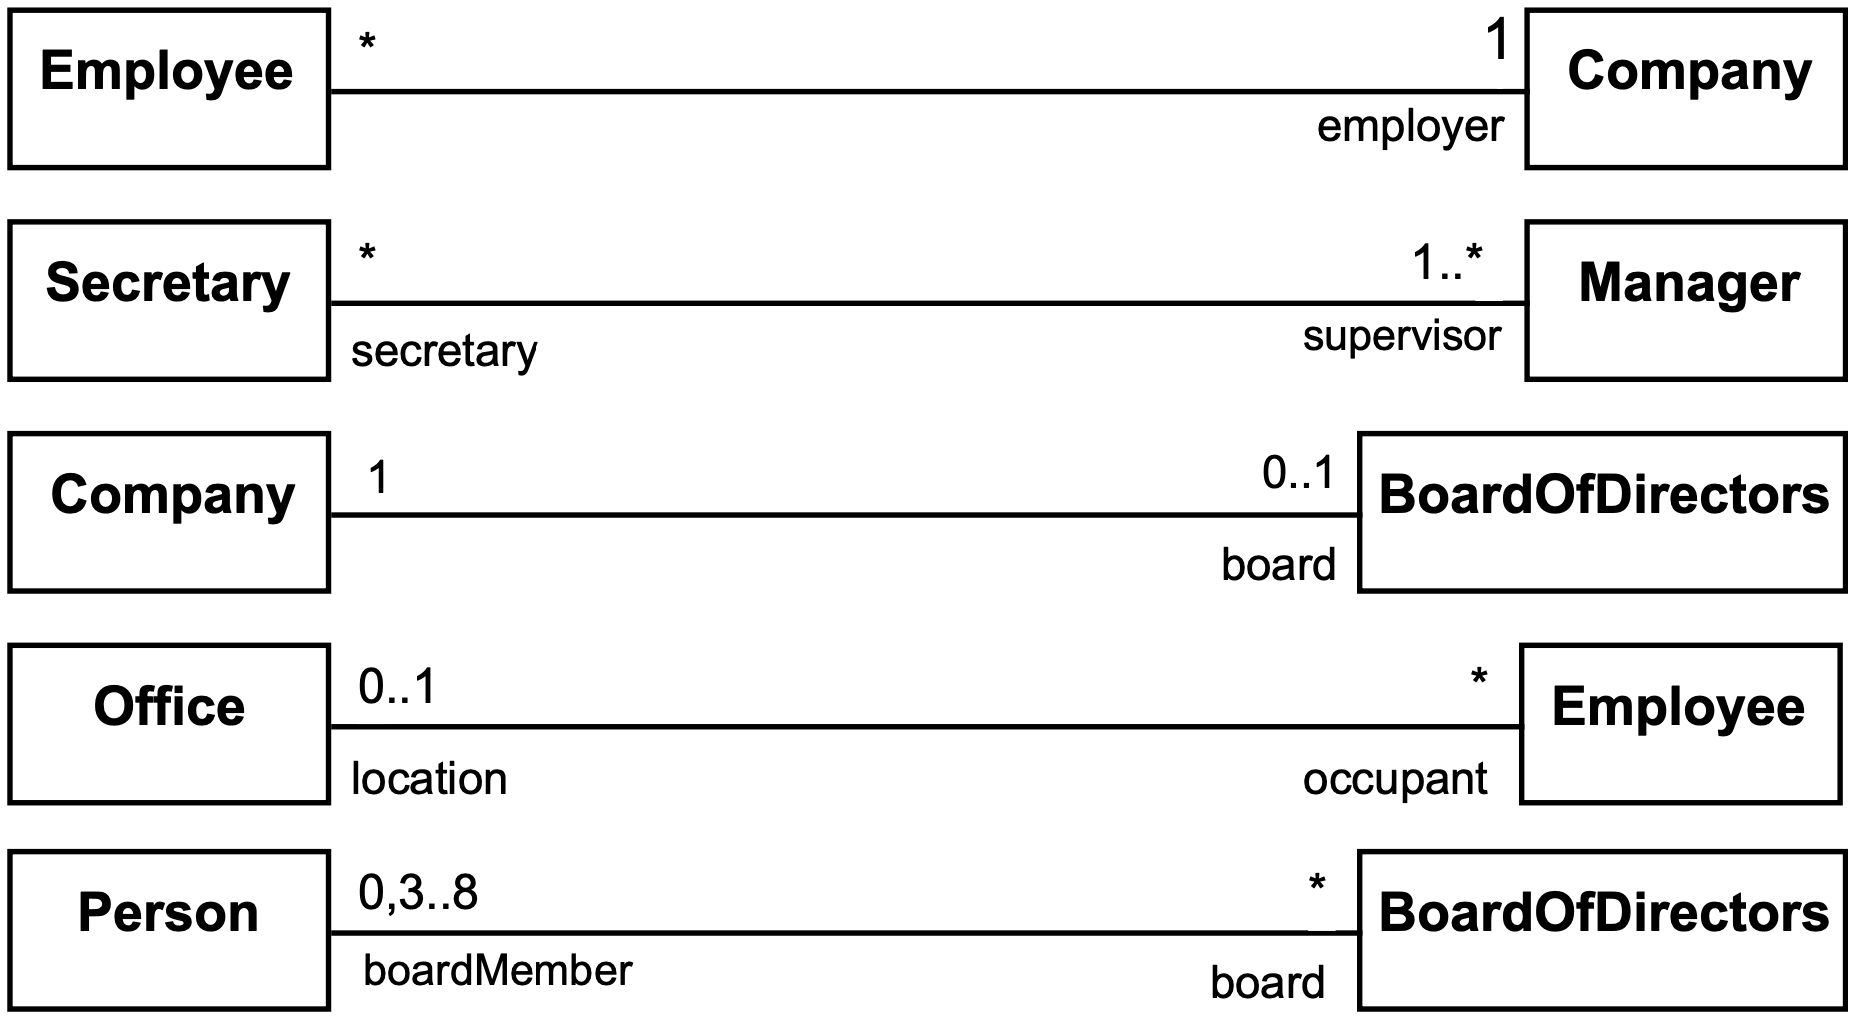 Employee * 1 Company
employer
Secretary * 1..* Manager
secretary supervisor
Company 1 0..1 BoardOfDirectors
board
Office 0..1 * Employee
location occupant
Person 0,3..8 * BoardOfDirectors
boardMember board